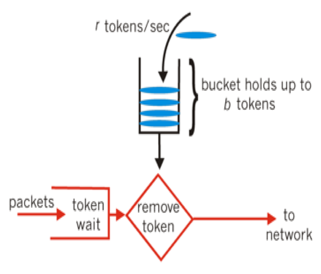 r tokens/sec
bucket holds up to
b tokens
packets
token
wait
remove
token
to
network